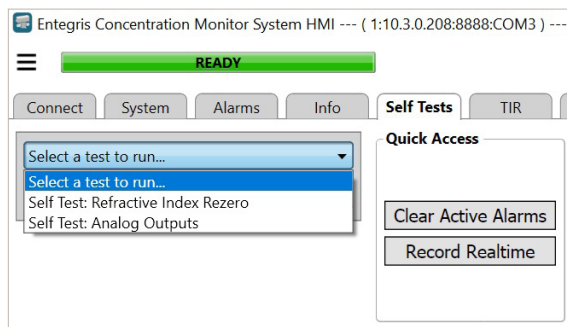 Entegris Concentration Monitor System HMI --- ( 1:10.3.0.208:8888:COM3 ) ---
READY
Connect System Alarms Info Self Tests TIR
Select a test to run...
Select a test to run...
Self Test: Refractive Index Rezero
Self Test: Analog Outputs
Quick Access
Clear Active Alarms
Record Realtime